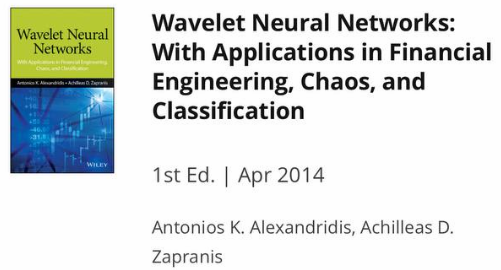 Wavelet Neural
Networks
With Applications in Financial Engineering,
Chaos, and Classification
Antonios K. Alexandridis • Achilleas D. Zapranis
WILEY
Wavelet Neural Networks:
With Applications in Financial
Engineering, Chaos, and
Classification
1st Ed. | Apr 2014
Antonios K. Alexandridis, Achilleas D.
Zapranis